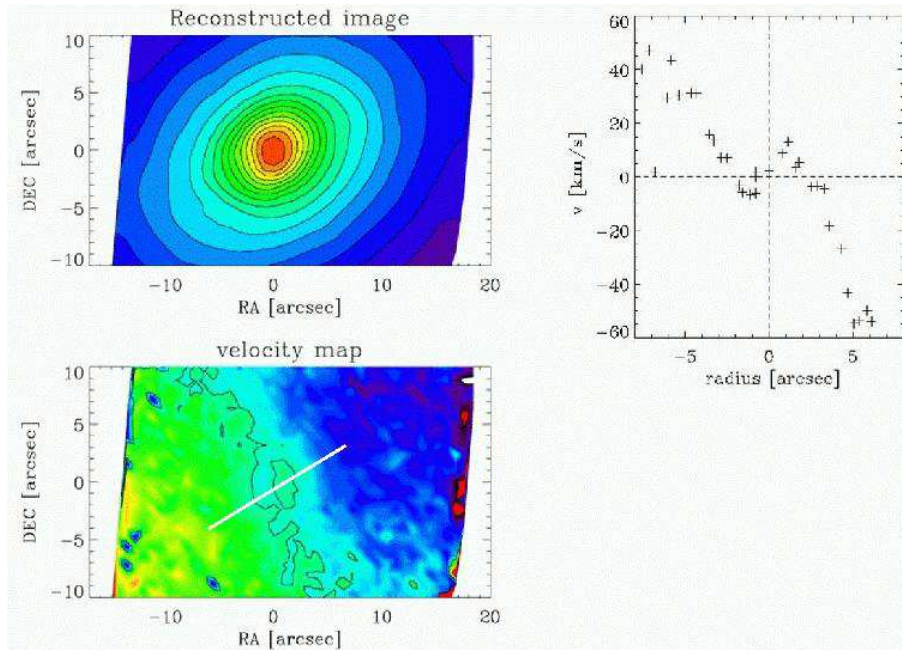 Reconstructed image
10
5
0
−5
−10
DEC [arcsec]
−10 0 10 20
RA [arcsec]
60
40
20
0
−20
−40
−60
v [km/s]
−5 0 5
radius [arcsec]
velocity map
10
5
0
−5
−10
DEC [arcsec]
−10 0 10 20
RA [arcsec]